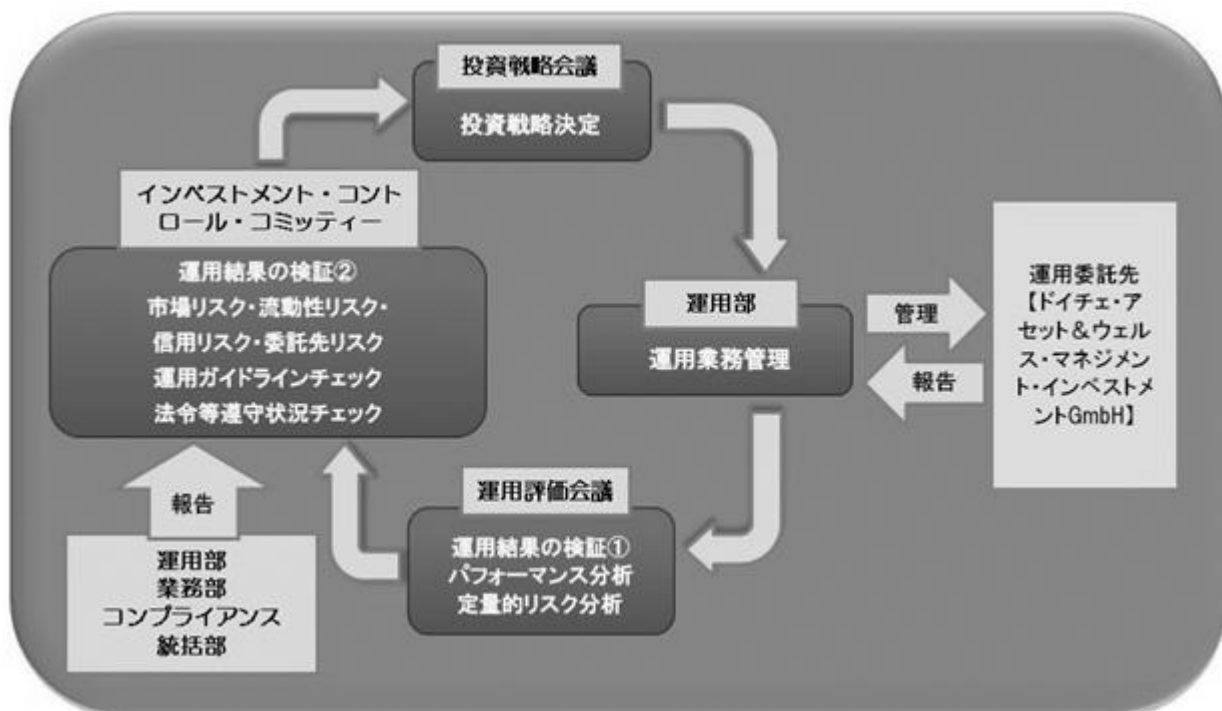 投資戦略会議
投資戦略決定
インベストメント・コント
ロール・コミッティー
運用結果の検証②
市場リスク・流動性リスク・
信用リスク・委託先リスク
運用ガイドラインチェック
法令等遵守状況チェック
運用部
運用業務管理
管理
報告
運用委託先
【ドイチェ・ア
セット＆ウェル
ス・マネジメン
ト・インベストメ
ントGmbH】
運用評価会議
運用結果の検証①
パフォーマンス分析
定量的リスク分析
報告
運用部
業務部
コンプライアンス
統括部